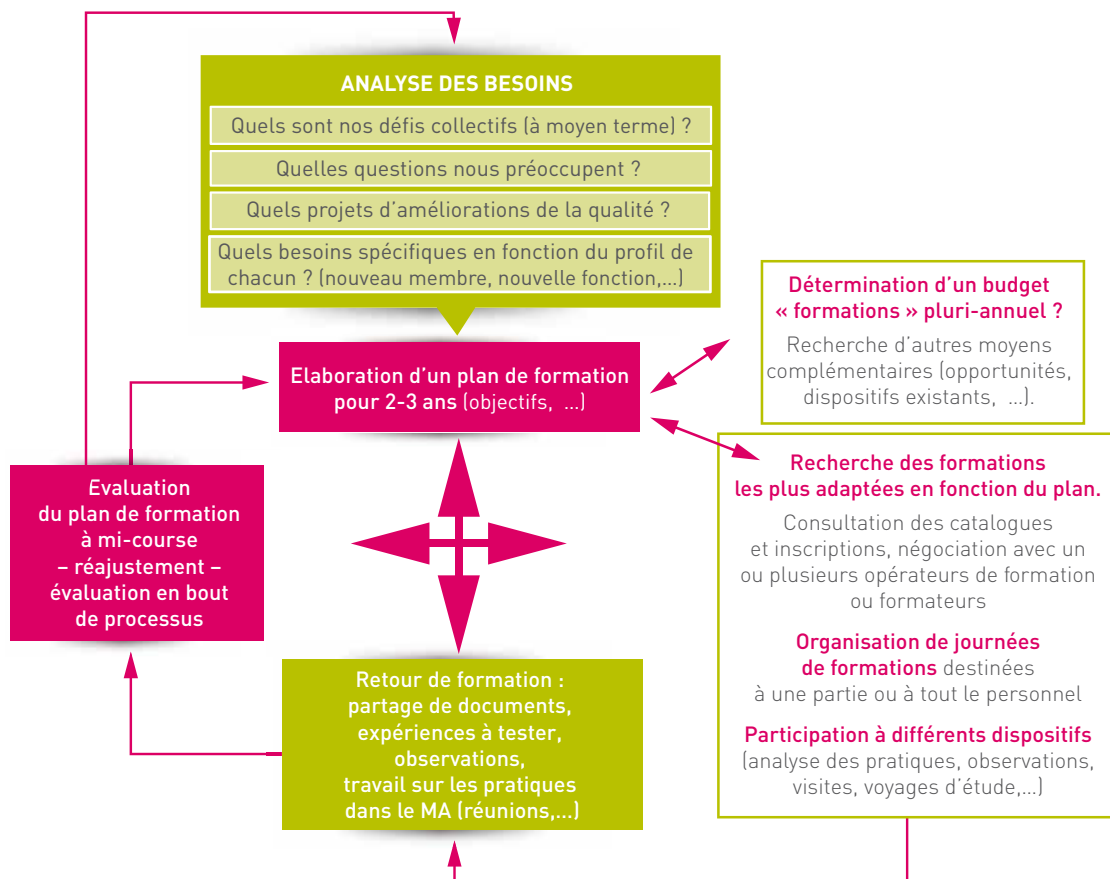 ANALYSE DES BESOINS
Quels sont nos défis collectifs (à moyen terme) ?
Quelles questions nous préoccupent ?
Quels projets d'améliorations de la qualité ?
Quels besoins spécifiques en fonction du profil de
chacun ? (nouveau membre, nouvelle fonction,...)
Détermination d'un budget
« formations » pluri-annuel ?
Recherche d'autres moyens
complémentaires (opportunités,
dispositifs existants, ...).
Elaboration d'un plan de formation
pour 2-3 ans (objectifs, ...)
Recherche des formations
les plus adaptées en fonction du plan.
Consultation des catalogues
et inscriptions, négociation avec un
ou plusieurs opérateurs de formation
ou formateurs
Organisation de journées
de formations destinées
à une partie ou à tout le personnel
Participation à différents dispositifs
(analyse des pratiques, observations,
visites, voyages d'étude,...)
Evaluation
du plan de formation
à mi-course
– réajustement –
évaluation en bout
de processus
Retour de formation :
partage de documents,
expériences à tester,
observations,
travail sur les pratiques
dans le MA (réunions,...)